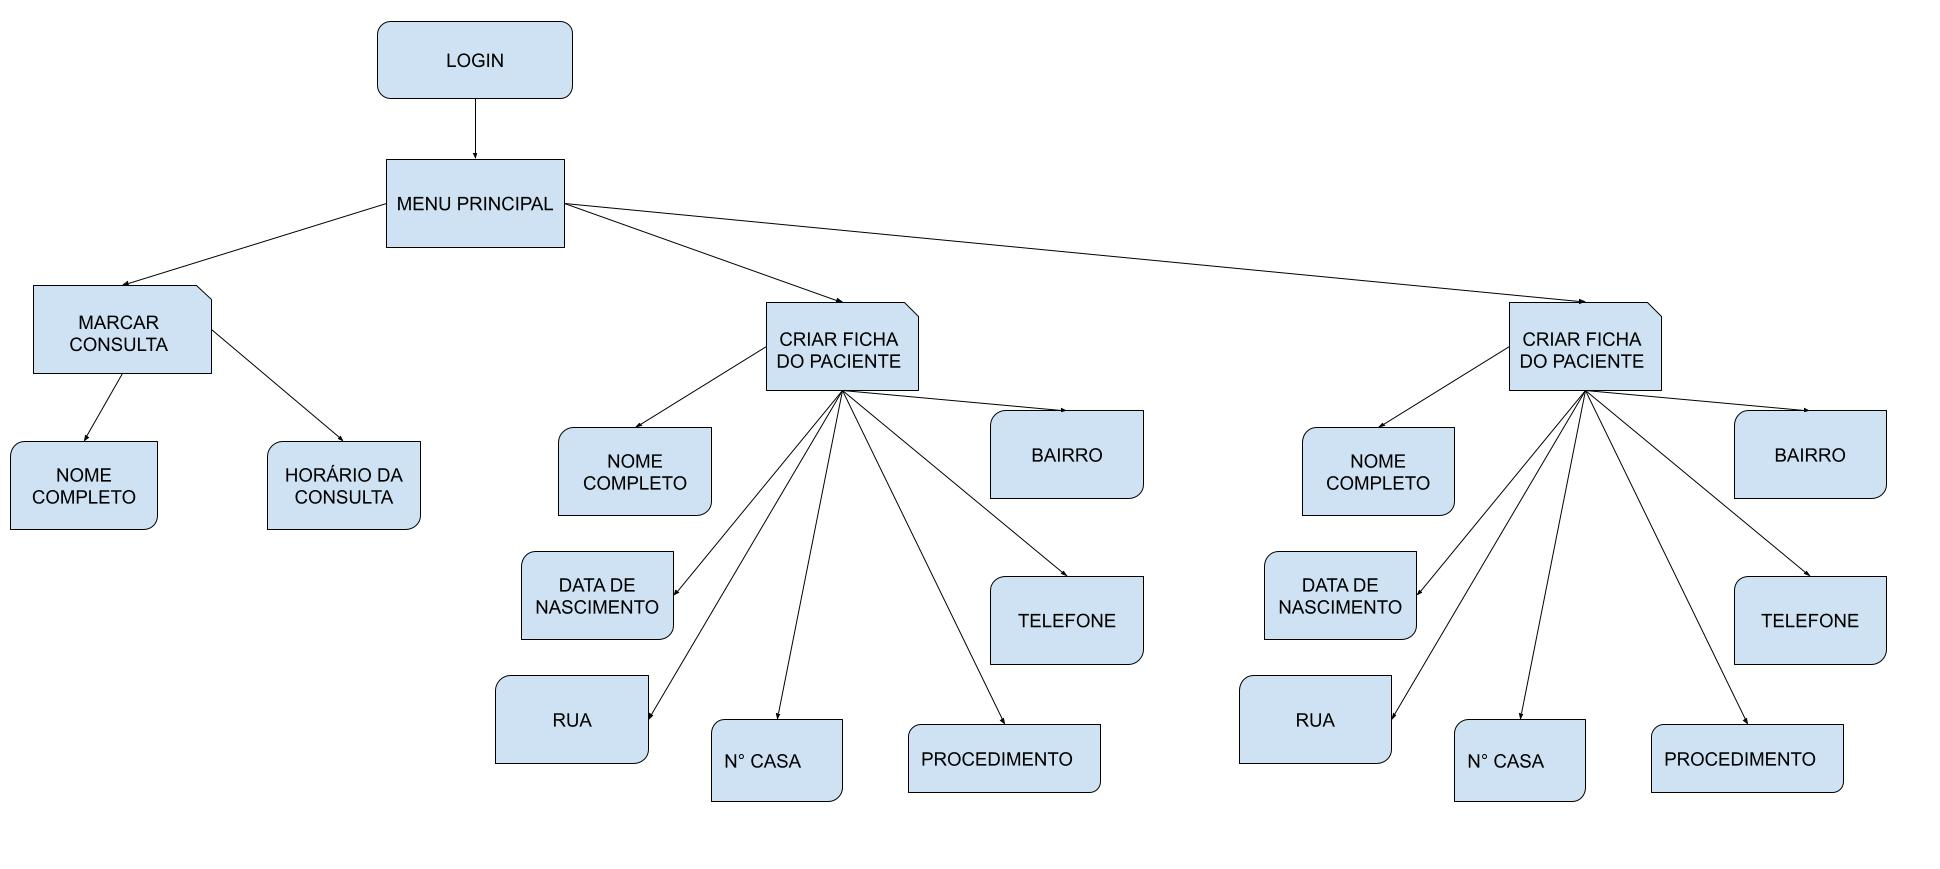 LOGIN
MENU PRINCIPAL
MARCAR
CONSULTA
NOME
COMPLETO
HORÁRIO DA
CONSULTA
CRIAR FICHA
DO PACIENTE
NOME
COMPLETO
BAIRRO
DATA DE
NASCIMENTO
TELEFONE
RUA
N° CASA
PROCEDIMENTO
CRIAR FICHA
DO PACIENTE
NOME
COMPLETO
BAIRRO
DATA DE
NASCIMENTO
TELEFONE
RUA
N° CASA
PROCEDIMENTO